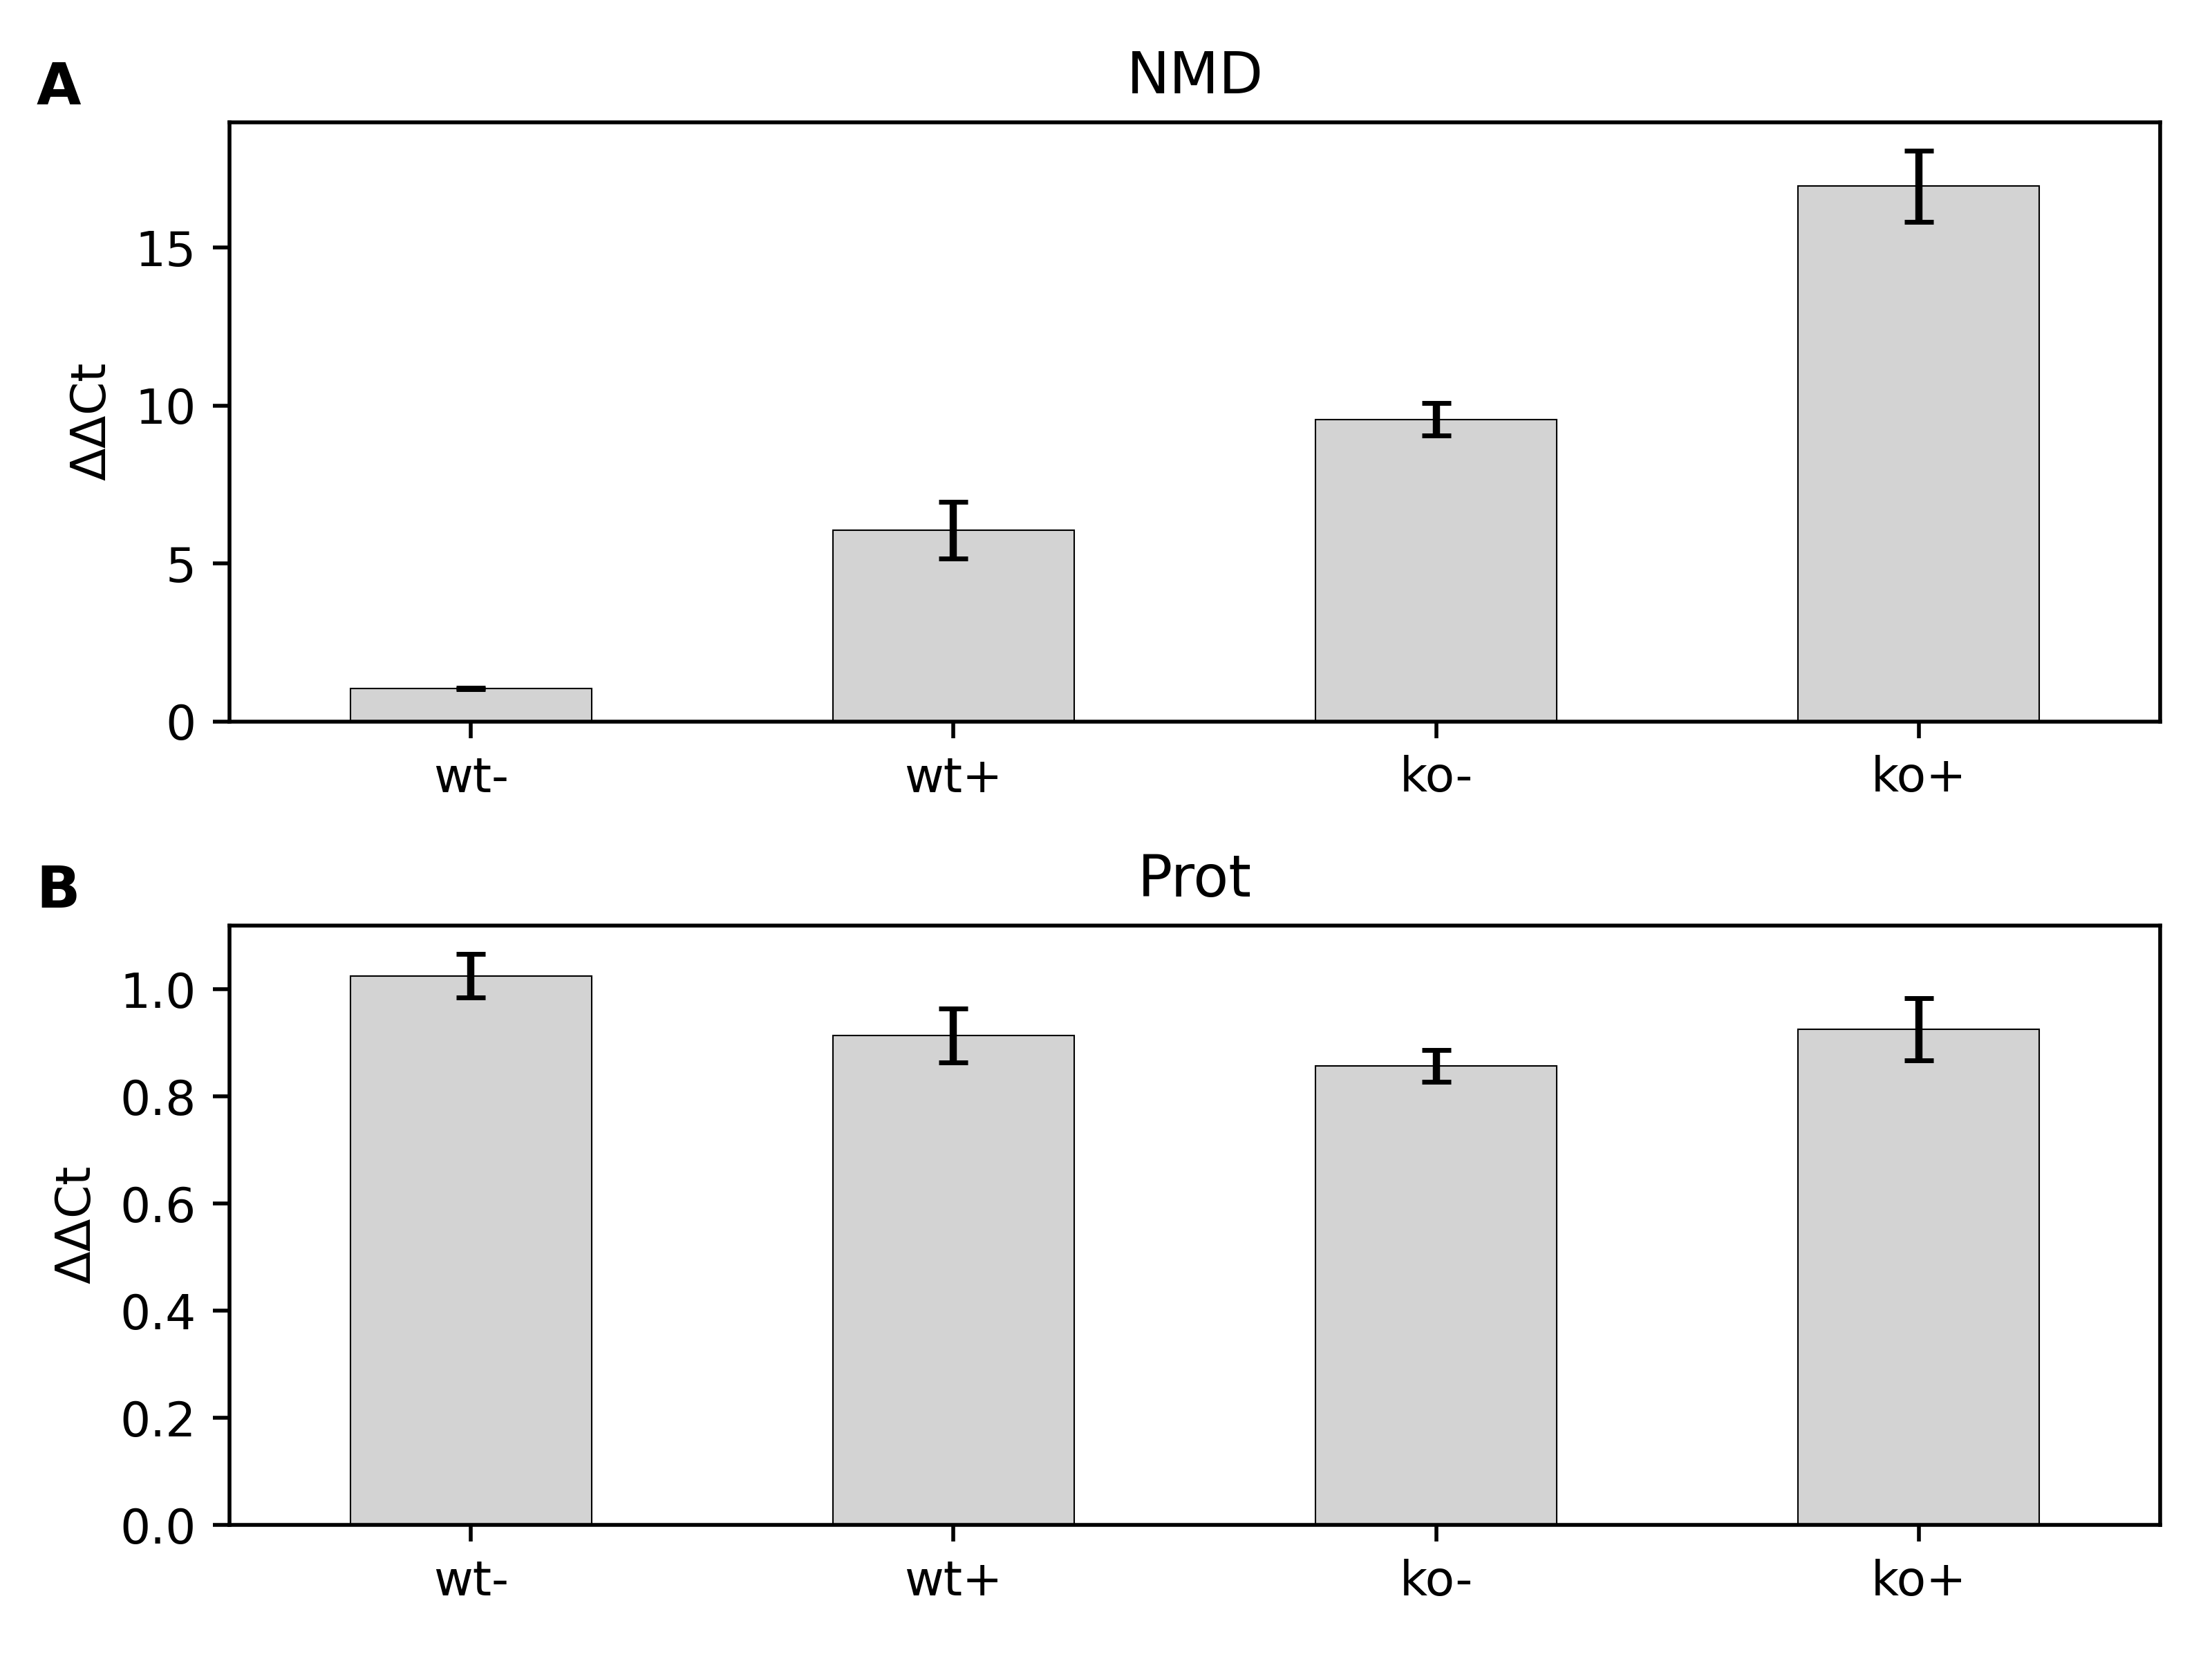 A
NMD
ΔΔCt
15
10
5
0
wt-
wt+
ko-
ko+
B
Prot
ΔΔCt
1.0
0.8
0.6
0.4
0.2
0.0
wt-
wt+
ko-
ko+